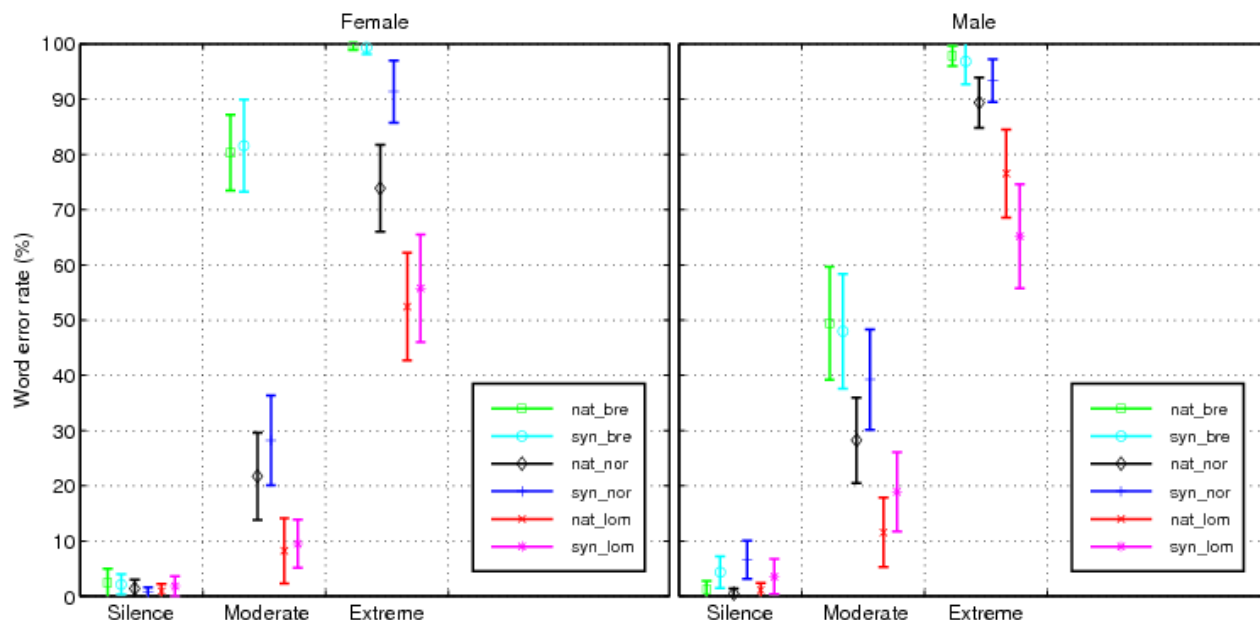 Female
Male
Word error rate (%)
100
90
80
70
60
50
40
30
20
10
0
Silence
Moderate
Extreme
Silence
Moderate
Extreme
nat_bre
syn_bre
nat_nor
syn_nor
nat_lom
syn_lom
nat_bre
syn_bre
nat_nor
syn_nor
nat_lom
syn_lom